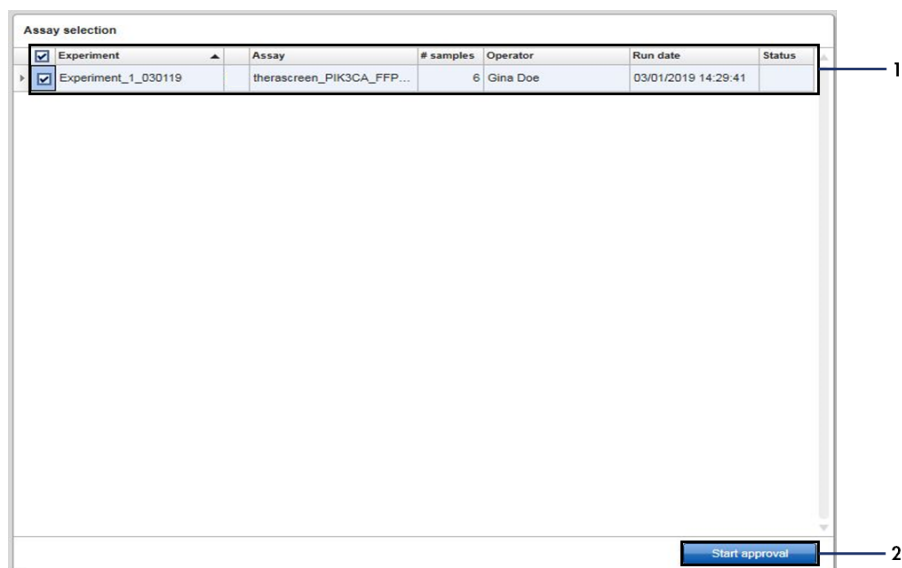 Assay selection
Experiment Assay # samples Operator Run date Status
Experiment_1_030119 therascreen_PIK3CA_FFP... 6 Gina Doe 03/01/2019 14:29:41
1
Start approval
2